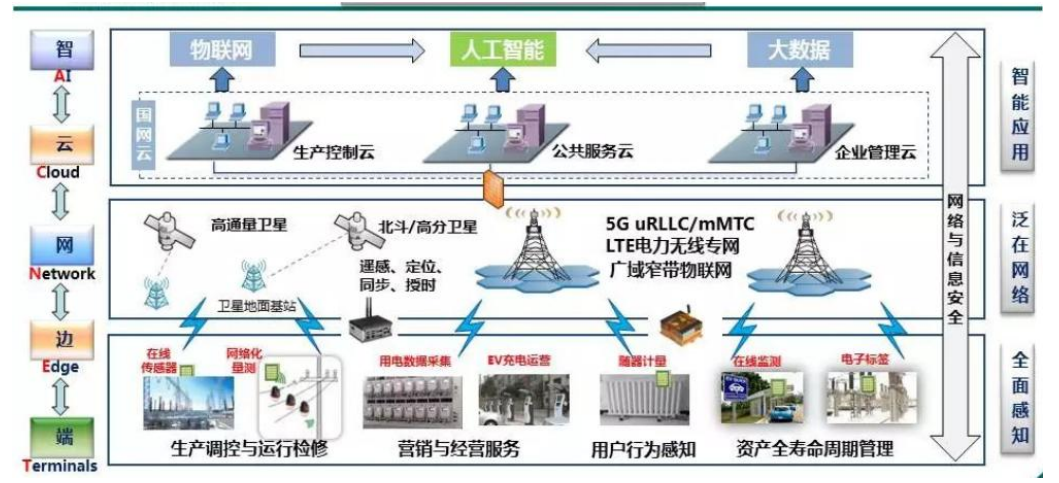 智
AI
云
Cloud
网
Network
边
Edge
端
Terminals
物联网
人工智能
大数据
国网云
生产控制云
公共服务云
企业管理云
高通量卫星
北斗/高分卫星
遥感、定位、
同步、授时
卫星地面基站
5G uRLLC/mMTC
LTE电力无线专网
广域窄带物联网
在线
传感器
网络化
量测
用电数据采集
EV充电运营
随器计量
在线监测
电子标签
生产调控与运行检修
营销与经营服务
用户行为感知
资产全寿命周期管理
网络与信息安全
智能应用
泛在网络
全面感知